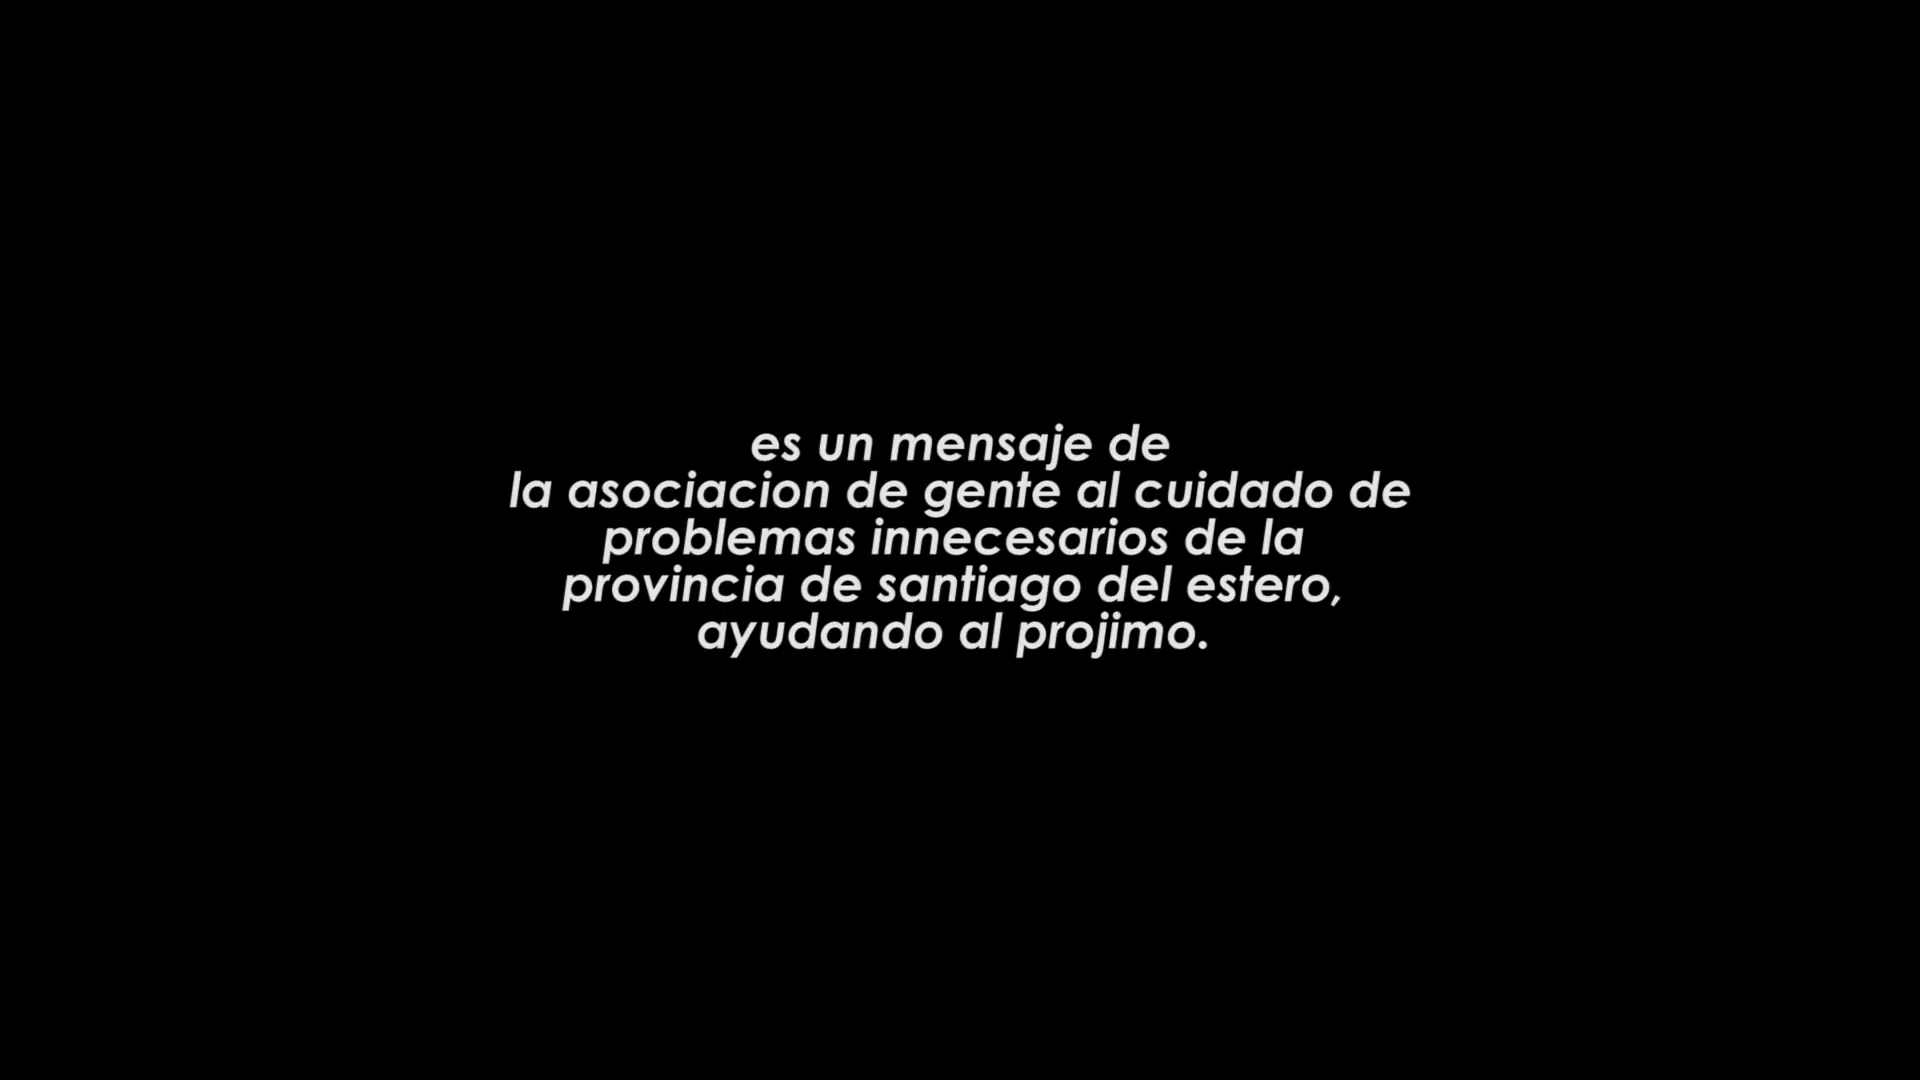 es un mensaje de
la asociacion de gente al cuidado de
problemas innecesarios de la
provincia de santiago del estero,
ayudando al projimo.